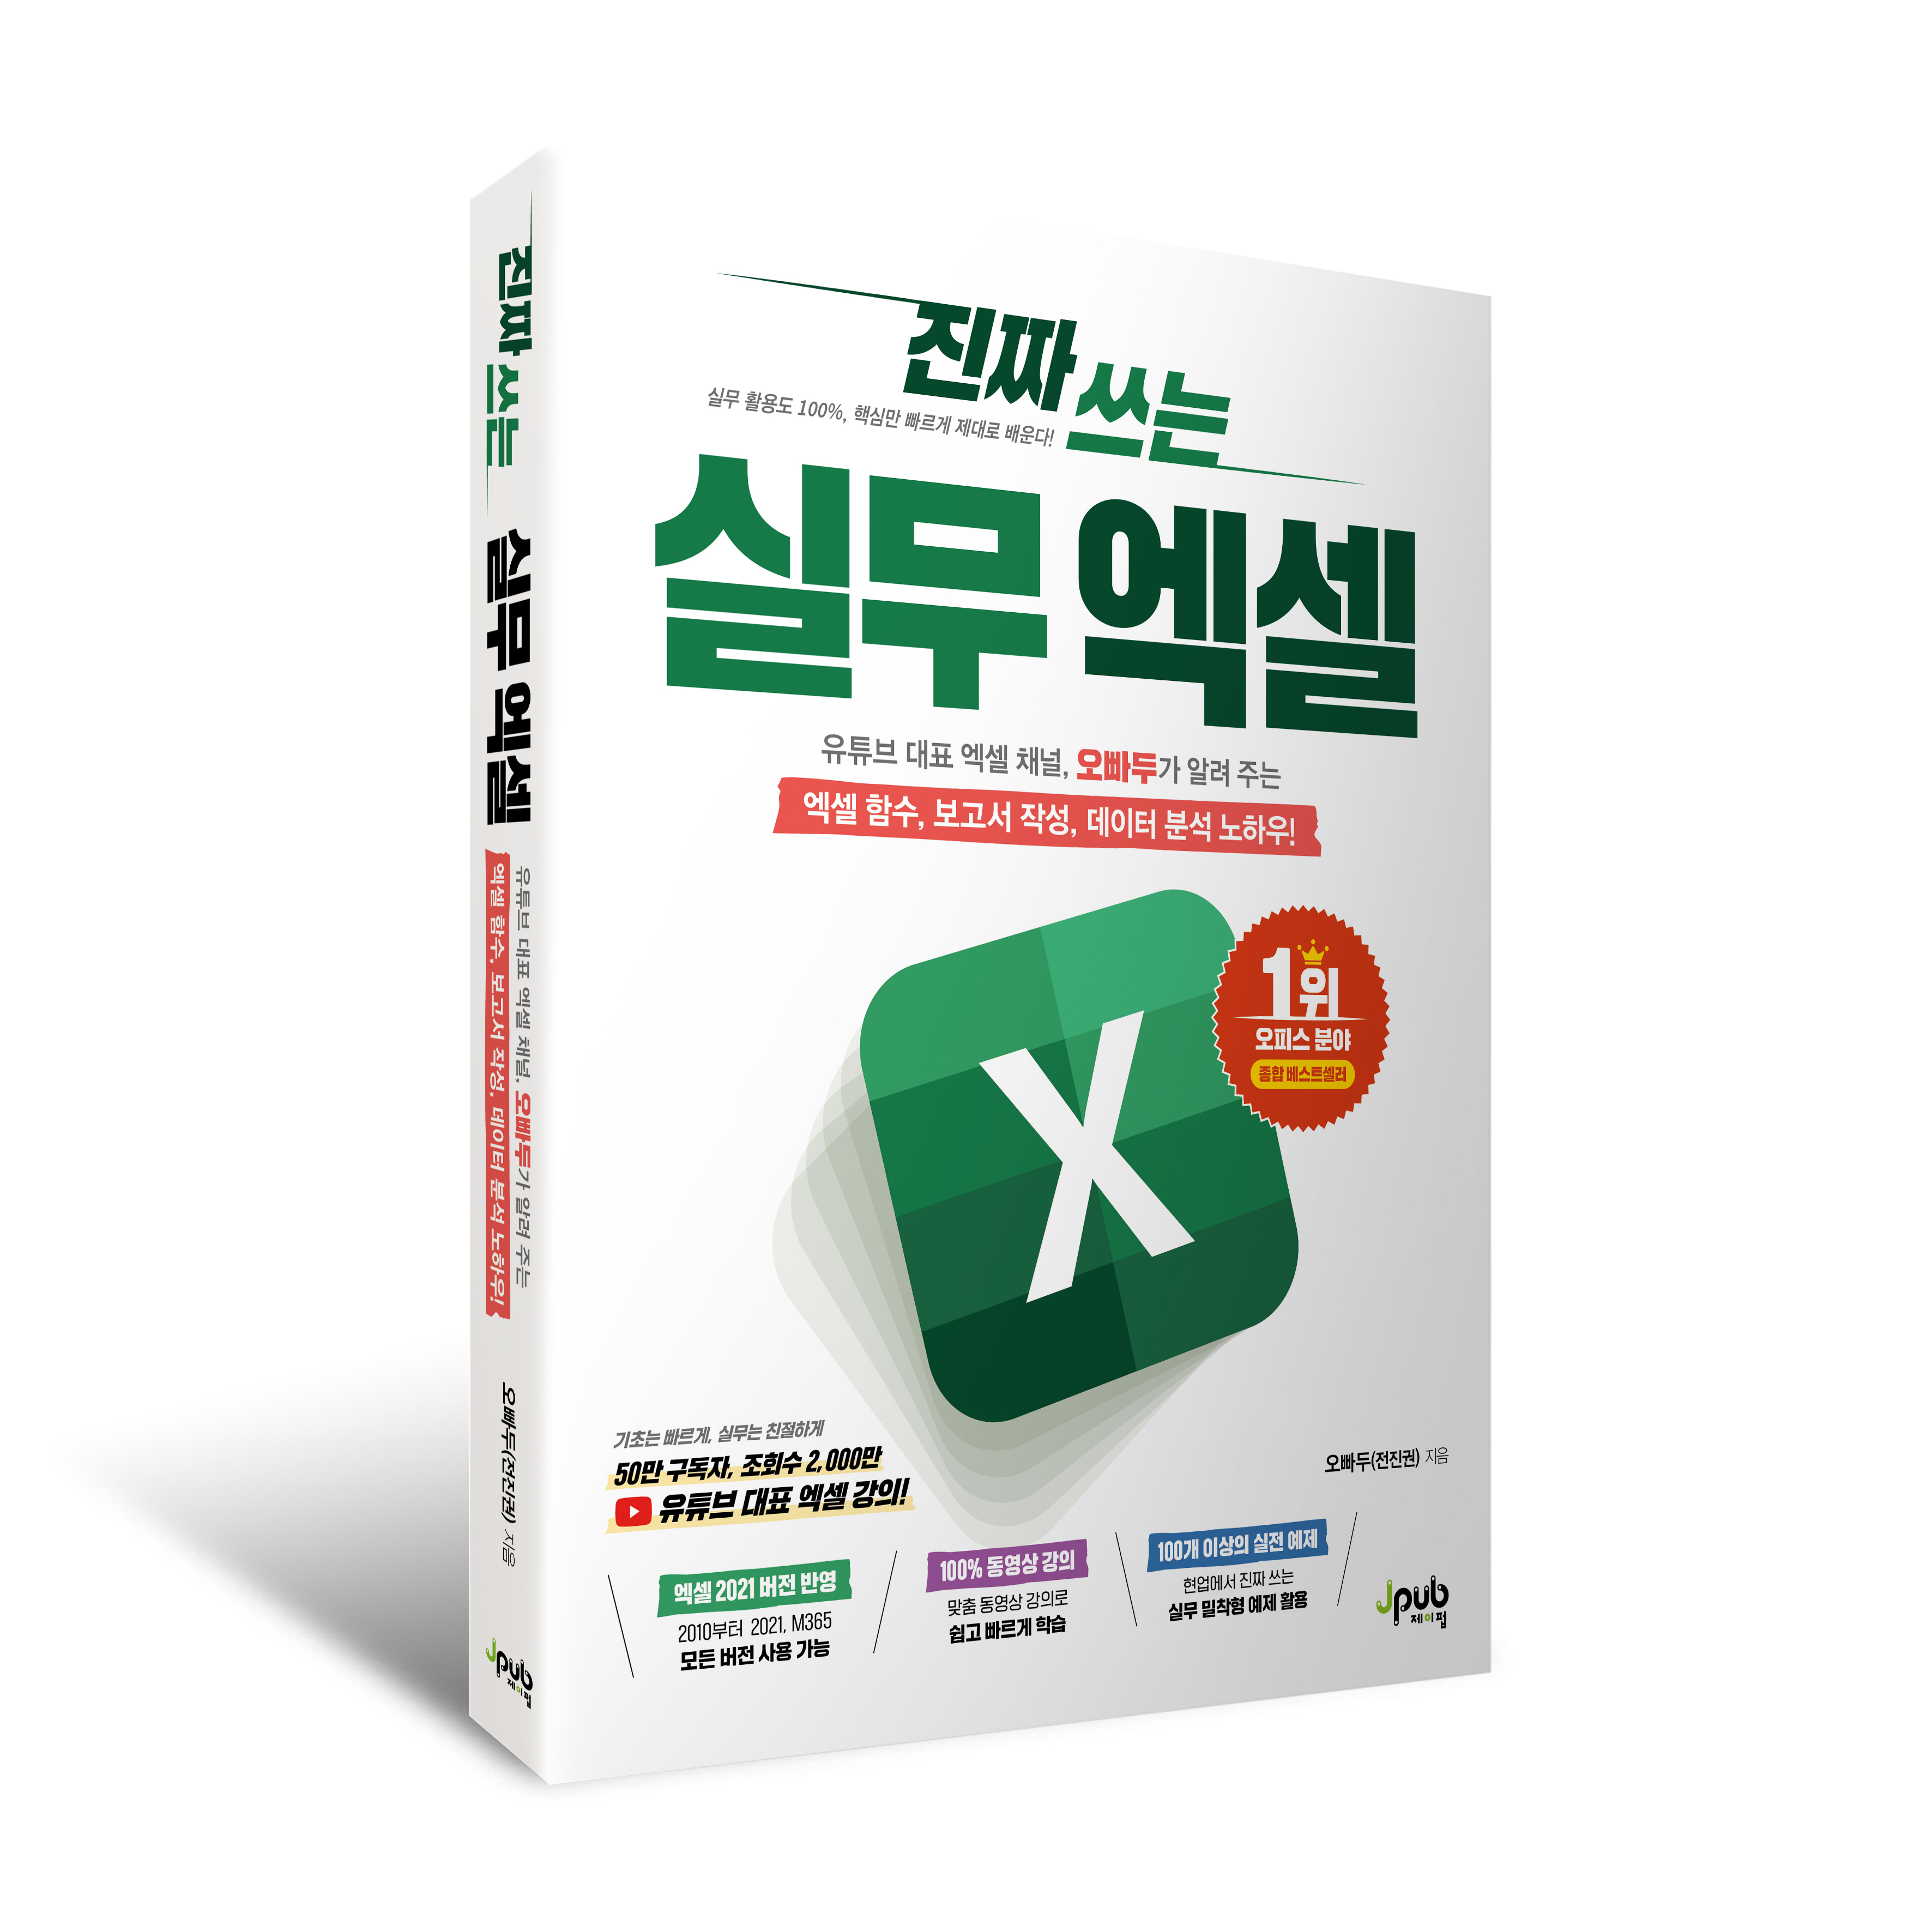 진짜 쓰는
실무 활용도 100%, 핵심만 빠르게 제대로 배운다!
실무 엑셀
유튜브 대표 엑셀 채널, 오빠두가 알려 주는
엑셀 함수, 보고서 작성, 데이터 분석 노하우!
X
1위
오피스 분야
종합 베스트셀러
기초는 빠르게, 실무는 친절하게
50만 구독자, 조회수 2,000만
유튜브 대표 엑셀 강의!
오빠두(전진권) 지음
엑셀 2021 버전 반영
2010부터 2021, M365
모든 버전 사용 가능
100% 동영상 강의
맞춤 동영상 강의로
쉽고 빠르게 학습
100개 이상의 실전 예제
현업에서 진짜 쓰는
실무 밀착형 예제 활용
Jpub
제이펍
진짜 쓰는
실무 엑셀
유튜브 대표 엑셀 채널, 오빠두가 알려 주는
엑셀 함수, 보고서 작성, 데이터 분석 노하우!
오빠두(전진권) 지음
Jpub
제이펍